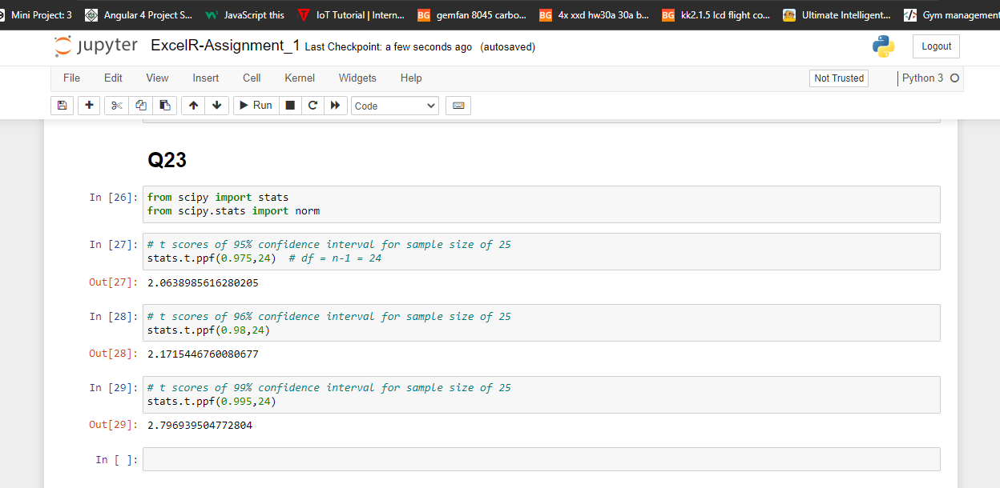 Mini Project: 3 Angular 4 Project S... JavaScript this IoT Tutorial | Intern... BG gemfan 8045 carbo... BG 4x xxd hw30a 30a b... BG kk2.1.5 lcd flight co... Ultimate Intelligent... Gym management
jupyter ExcelR-Assignment_1 Last Checkpoint: a few seconds ago (autosaved) Logout
File Edit View Insert Cell Kernel Widgets Help Not Trusted Python 3
Run Code
Q23
In [26]: from scipy import stats
from scipy.stats import norm
In [27]: # t scores of 95% confidence interval for sample size of 25
stats.t.ppf(0.975,24) # df = n-1 = 24
Out[27]: 2.0638985616280205
In [28]: # t scores of 96% confidence interval for sample size of 25
stats.t.ppf(0.98,24)
Out[28]: 2.1715446760080677
In [29]: # t scores of 99% confidence interval for sample size of 25
stats.t.ppf(0.995,24)
Out[29]: 2.796939504772804
In [ ]: